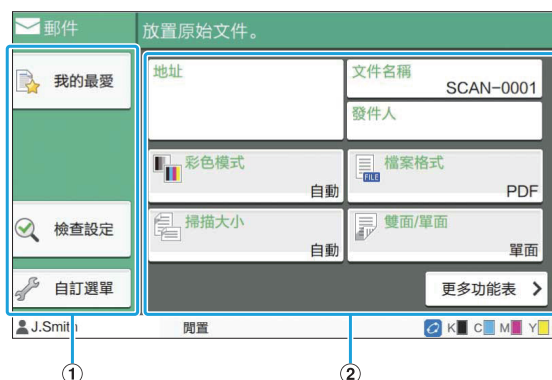 郵件
放置原始文件。
我的最愛
檢查設定
自訂選單
地址
文件名稱
SCAN-0001
發件人
彩色模式
自動
檔案格式
FILE
PDF
掃描大小
自動
雙面/單面
單面
更多功能表
J.Smith
閒置
K C M Y
1 2